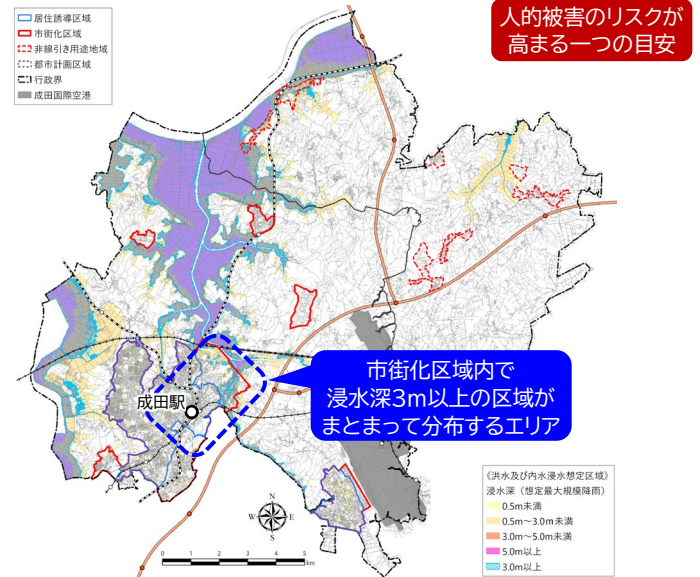 居住誘導区域
市街化区域
非線引き用途地域
都市計画区域
行政界
成田国際空港
人的被害のリスクが
高まる一つの目安
市街化区域内で
浸水深3m以上の区域が
まとまって分布するエリア
成田駅
《洪水及び内水浸水想定区域》
浸水深（想定最大規模降雨）
0.5m未満
0.5m～3.0m未満
3.0m～5.0m未満
5.0m以上
3.0m以上
N
W E
S
0 1 2 3 4 5
km